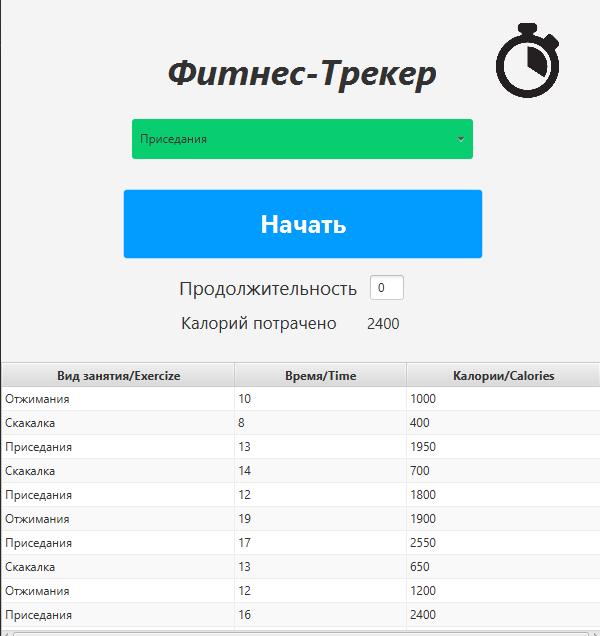 Фитнес-Трекер
Приседания
Начать
Продолжительность 0
Калорий потрачено 2400
Вид занятия/Exercize Время/Time Калории/Calories
Отжимания 10 1000
Скакалка 8 400
Приседания 13 1950
Скакалка 14 700
Приседания 12 1800
Отжимания 19 1900
Приседания 17 2550
Скакалка 13 650
Отжимания 12 1200
Приседания 16 2400